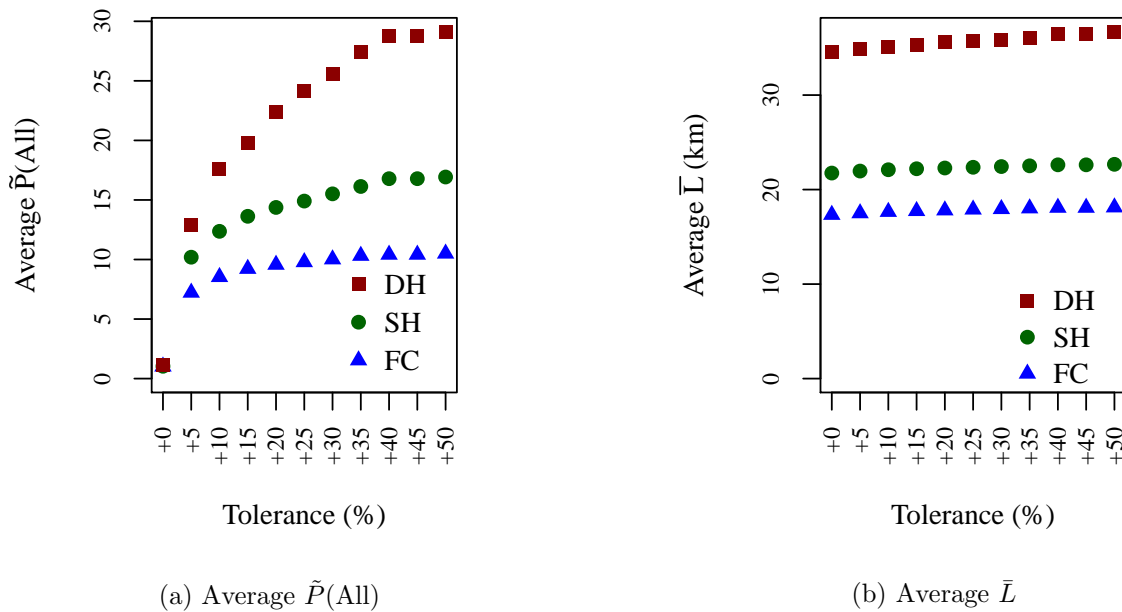 Average P̃(All)
30
25
20
15
10
5
0
DH
SH
FC
+0
+5
+10
+15
+20
+25
+30
+35
+40
+45
+50
Tolerance (%)
(a) Average P̃(All)
Average L̄ (km)
30
20
10
0
DH
SH
FC
+0
+5
+10
+15
+20
+25
+30
+35
+40
+45
+50
Tolerance (%)
(b) Average L̄